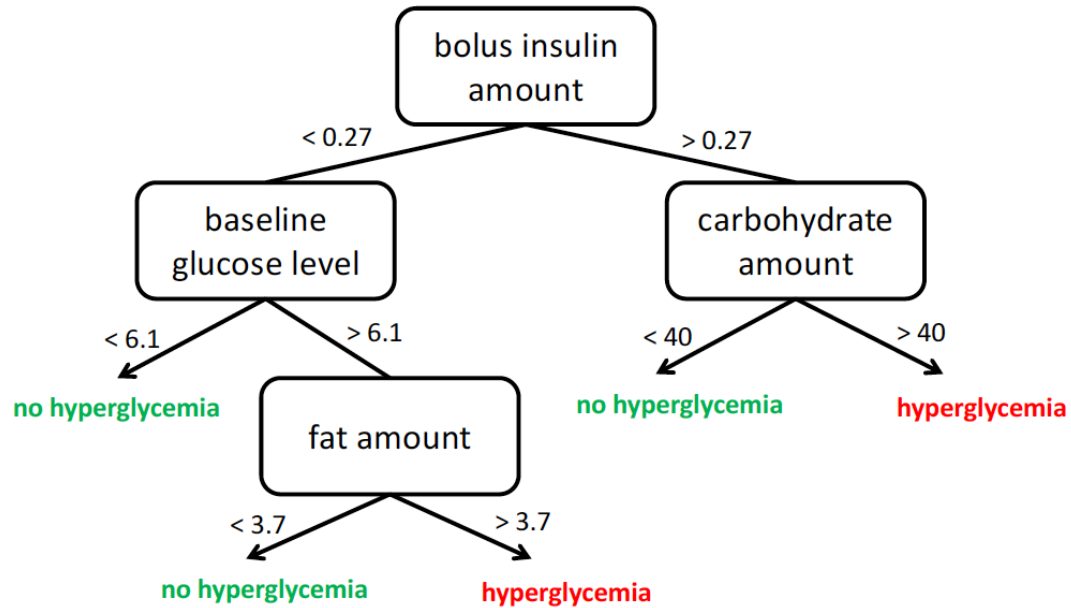 bolus insulin
amount
< 0.27
> 0.27
baseline
glucose level
carbohydrate
amount
< 6.1
> 6.1
< 40
> 40
no hyperglycemia
fat amount
no hyperglycemia
hyperglycemia
< 3.7
> 3.7
no hyperglycemia
hyperglycemia